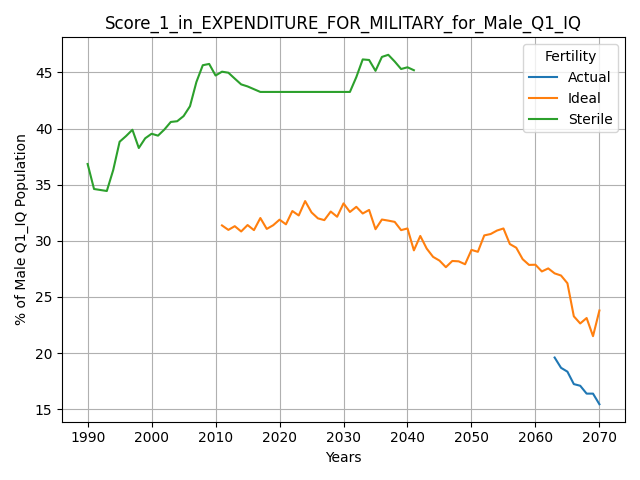 Score_1_in_EXPENDITURE_FOR_MILITARY_for_Male_Q1_IQ
Fertility
Actual
Ideal
Sterile
% of Male Q1_IQ Population
45
40
35
30
25
20
15
1990 2000 2010 2020 2030 2040 2050 2060 2070
Years